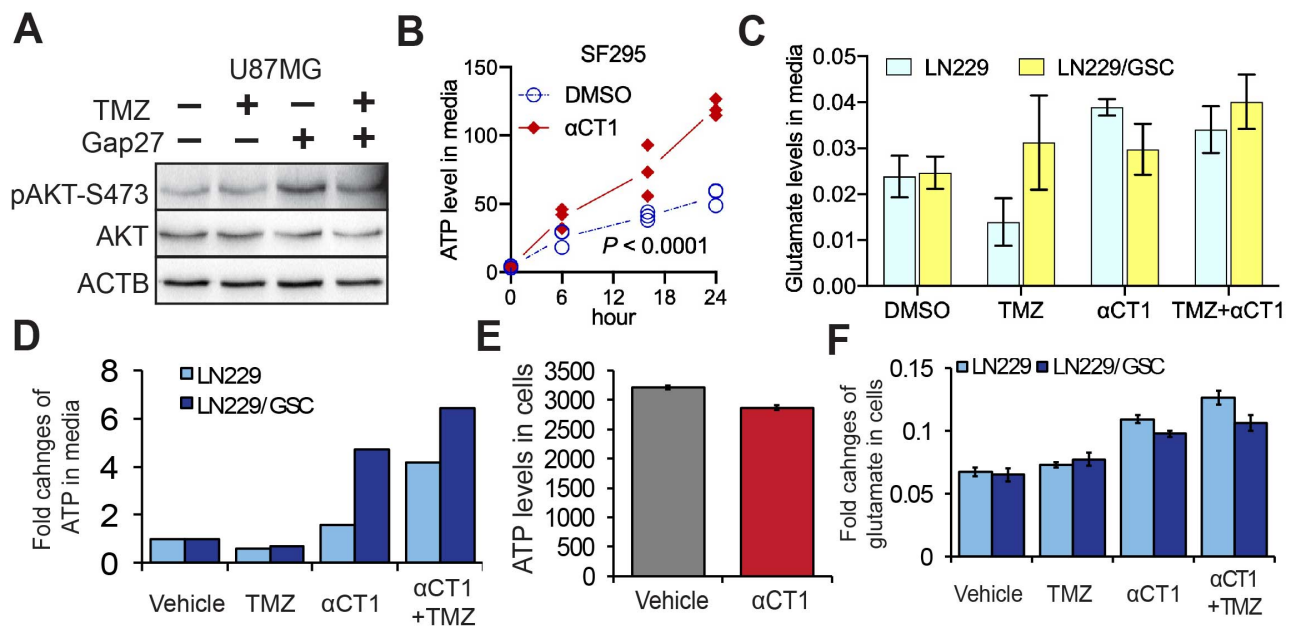 A
U87MG
TMZ − + − +
Gap27 − − + +
pAKT-S473
AKT
ACTB
B
SF295
150
100
50
0
ATP level in media
DMSO
αCT1
P < 0.0001
0 6 12 18 24
hour
C
0.05
0.04
0.03
0.02
0.01
0.00
Glutamate levels in media
LN229 LN229/GSC
DMSO TMZ αCT1 TMZ+αCT1
D
8
6
4
2
0
Fold cahnges of
ATP in media
LN229
LN229/GSC
Vehicle TMZ αCT1 αCT1
+TMZ
E
3500
3000
2500
2000
1500
1000
500
0
ATP levels in cells
Vehicle αCT1
F
0.15
0.1
0.05
0
Fold cahnges of
glutamate in cells
LN229 LN229/GSC
Vehicle TMZ αCT1 αCT1
+TMZ